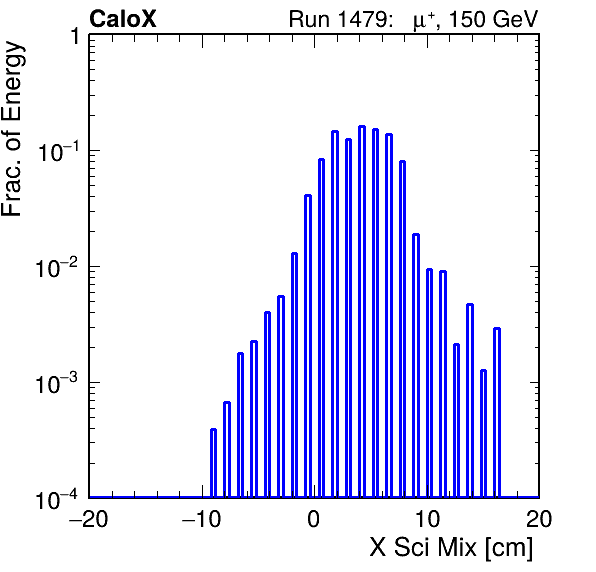 CaloX Run 1479: μ⁺, 150 GeV
Frac. of Energy
1
10⁻¹
10⁻²
10⁻³
10⁻⁴
−20 −10 0 10 20
X Sci Mix [cm]